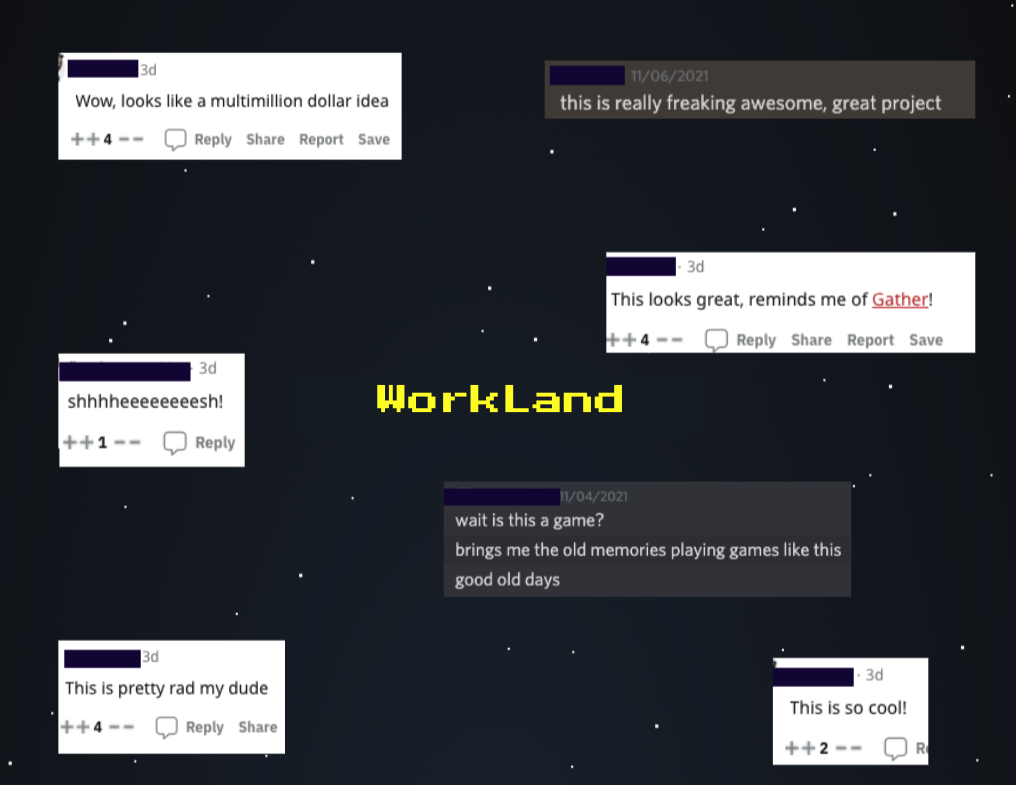 3d
Wow, looks like a multimillion dollar idea
++ 4 -- Reply Share Report Save
11/06/2021
this is really freaking awesome, great project
· 3d
This looks great, reminds me of Gather!
++ 4 -- Reply Share Report Save
3d
shhhheeeeeeeesh!
++ 1 -- Reply
WorkLand
11/04/2021
wait is this a game?
brings me the old memories playing games like this
good old days
3d
This is pretty rad my dude
++ 4 -- Reply Share
· 3d
This is so cool!
++ 2 -- Re